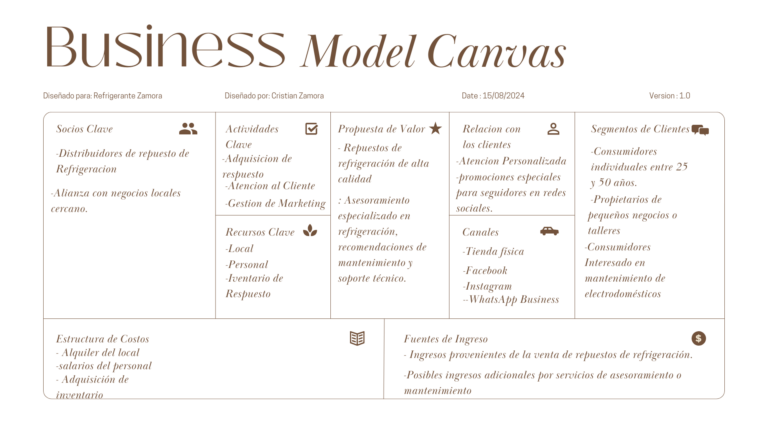 Business Model Canvas
Diseñado para: Refrigerante Zamora
Diseñado por: Cristian Zamora
Date : 15/08/2024
Version : 1.0
Socios Clave
-Distribuidores de repuesto de
Refrigeracion
-Alianza con negocios locales
cercano.
Actividades
Clave
-Adquisicion de
respuesto
-Atencion al Cliente
-Gestion de Marketing
Recursos Clave
-Local
-Personal
-Iventario de
Respuesto
Propuesta de Valor
- Repuestos de
refrigeración de alta
calidad
: Asesoramiento
especializado en
refrigeración,
recomendaciones de
mantenimiento y
soporte técnico.
Relacion con
los clientes
-Atencion Personalizada
-promociones especiales
para seguidores en redes
sociales.
Canales
-Tienda fisica
-Facebook
-Instagram
–WhatsApp Business
Segmentos de Clientes
-Consumidores
individuales entre 25
y 50 años.
-Propietarios de
pequeños negocios o
talleres
-Consumidores
Interesado en
mantenimiento de
electrodomésticos
Estructura de Costos
- Alquiler del local
-salarios del personal
- Adquisición de
inventario
Fuentes de Ingreso
- Ingresos provenientes de la venta de repuestos de refrigeración.
-Posibles ingresos adicionales por servicios de asesoramiento o
mantenimiento